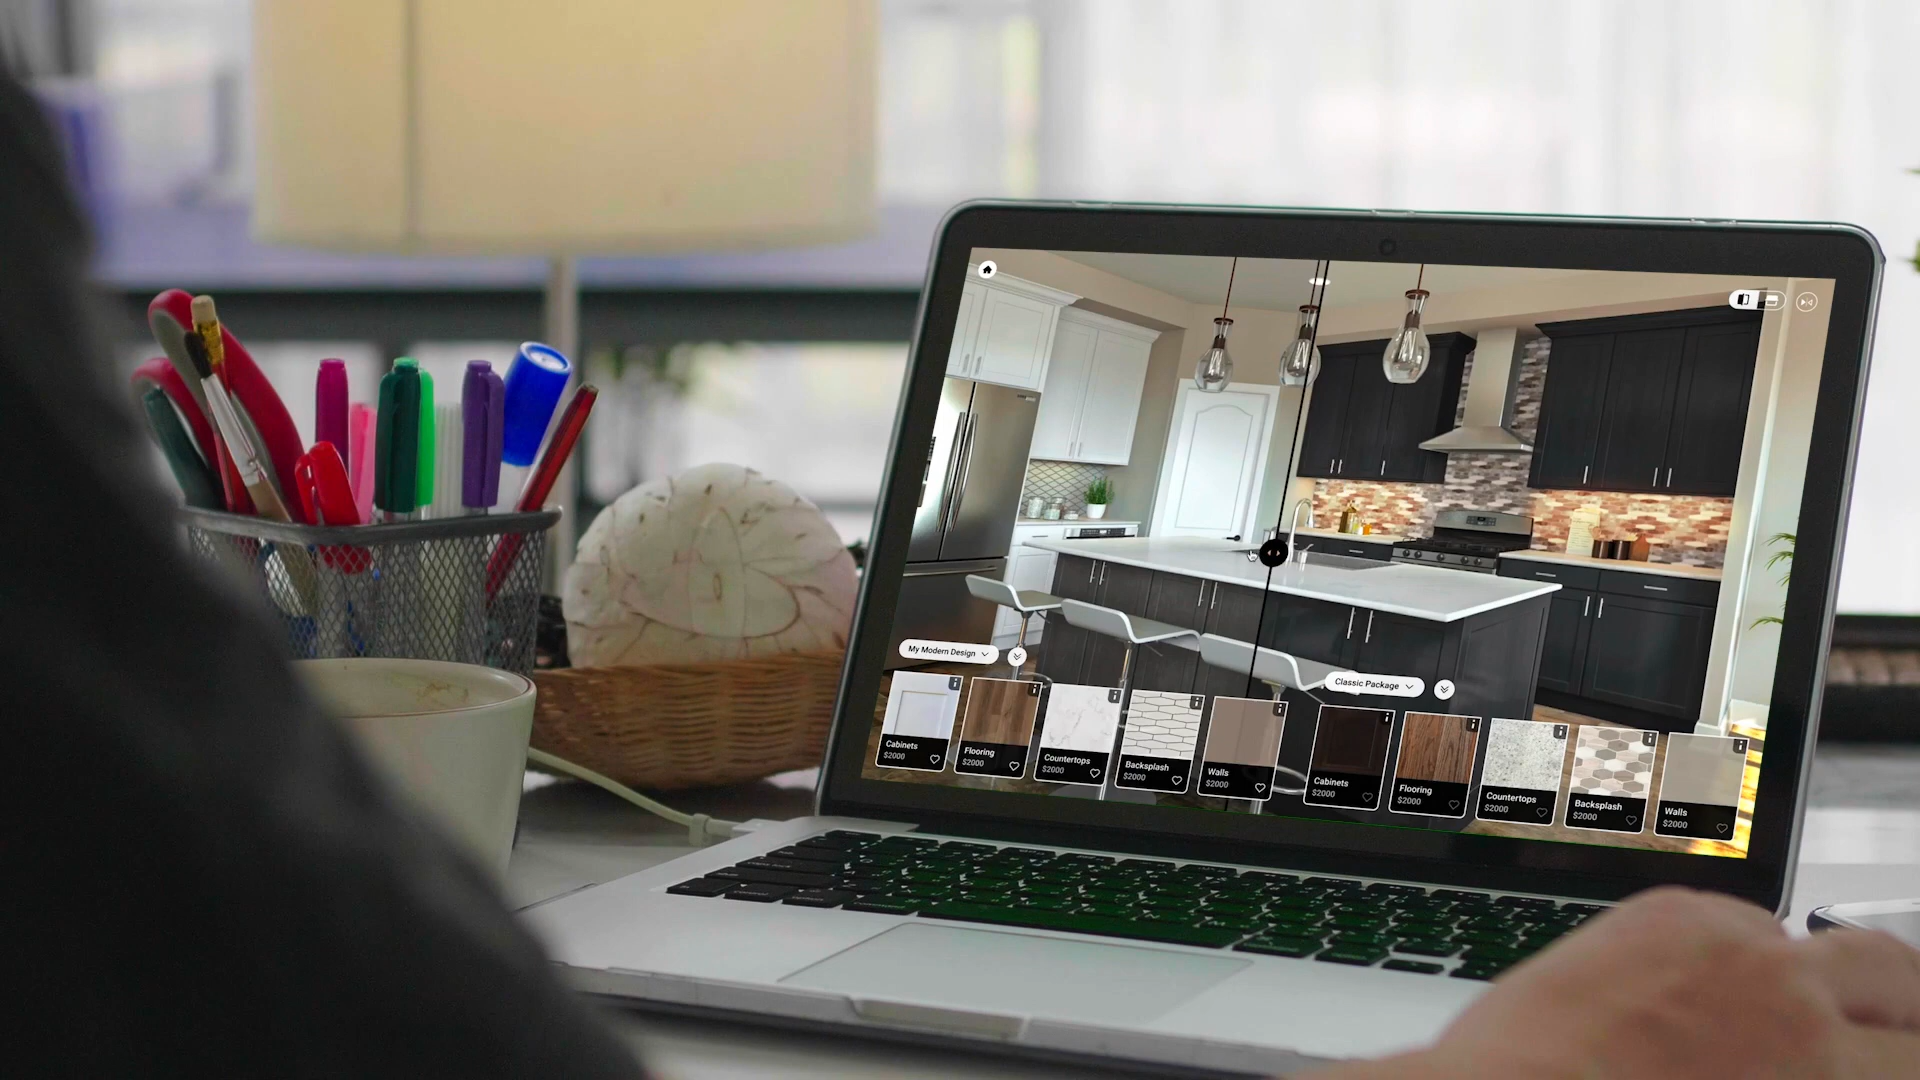 My Modern Design
Cabinets
$2000
Flooring
$2000
Countertops
$2000
Backsplash
$2000
Walls
$2000
Classic Package
Cabinets
$2000
Flooring
$2000
Countertops
$2000
Backsplash
$2000
Walls
$2000